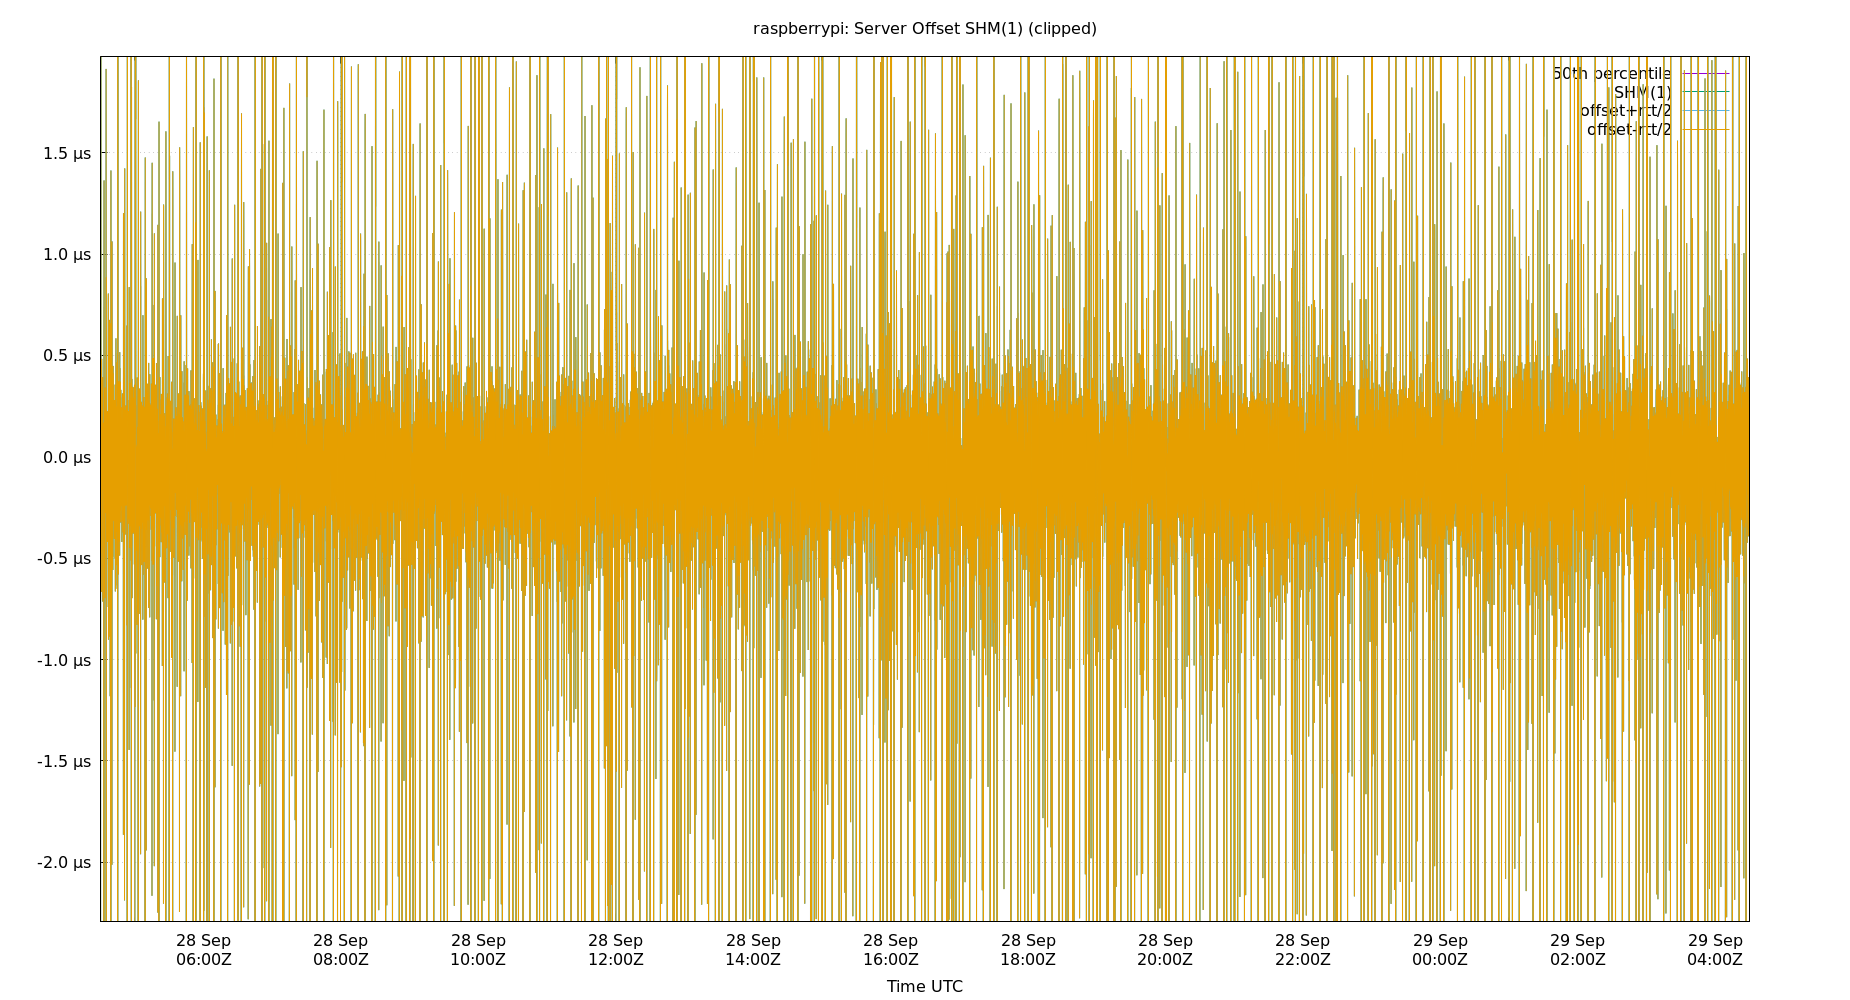 raspberrypi: Server Offset SHM(1) (clipped)
50th percentile
SHM(1)
offset+rtt/2
offset-rtt/2
1.5 µs
1.0 µs
0.5 µs
0.0 µs
-0.5 µs
-1.0 µs
-1.5 µs
-2.0 µs
28 Sep 28 Sep 28 Sep 28 Sep 28 Sep 28 Sep 28 Sep 28 Sep 28 Sep 29 Sep 29 Sep 29 Sep
06:00Z 08:00Z 10:00Z 12:00Z 14:00Z 16:00Z 18:00Z 20:00Z 22:00Z 00:00Z 02:00Z 04:00Z
Time UTC